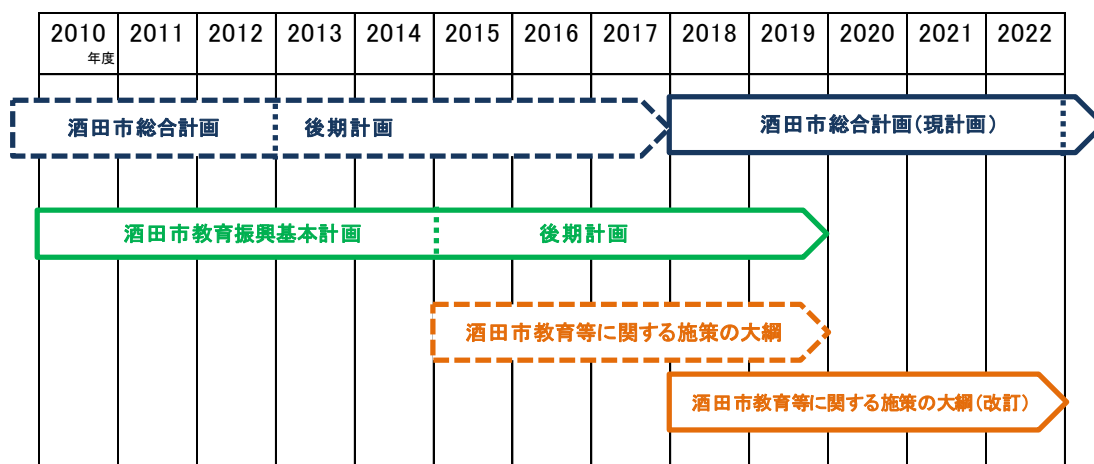 2010 2011 2012 2013 2014 2015 2016 2017 2018 2019 2020 2021 2022
年度
酒田市総合計画 後期計画 酒田市総合計画(現計画)
酒田市教育振興基本計画 後期計画
酒田市教育等に関する施策の大綱
酒田市教育等に関する施策の大綱(改訂)